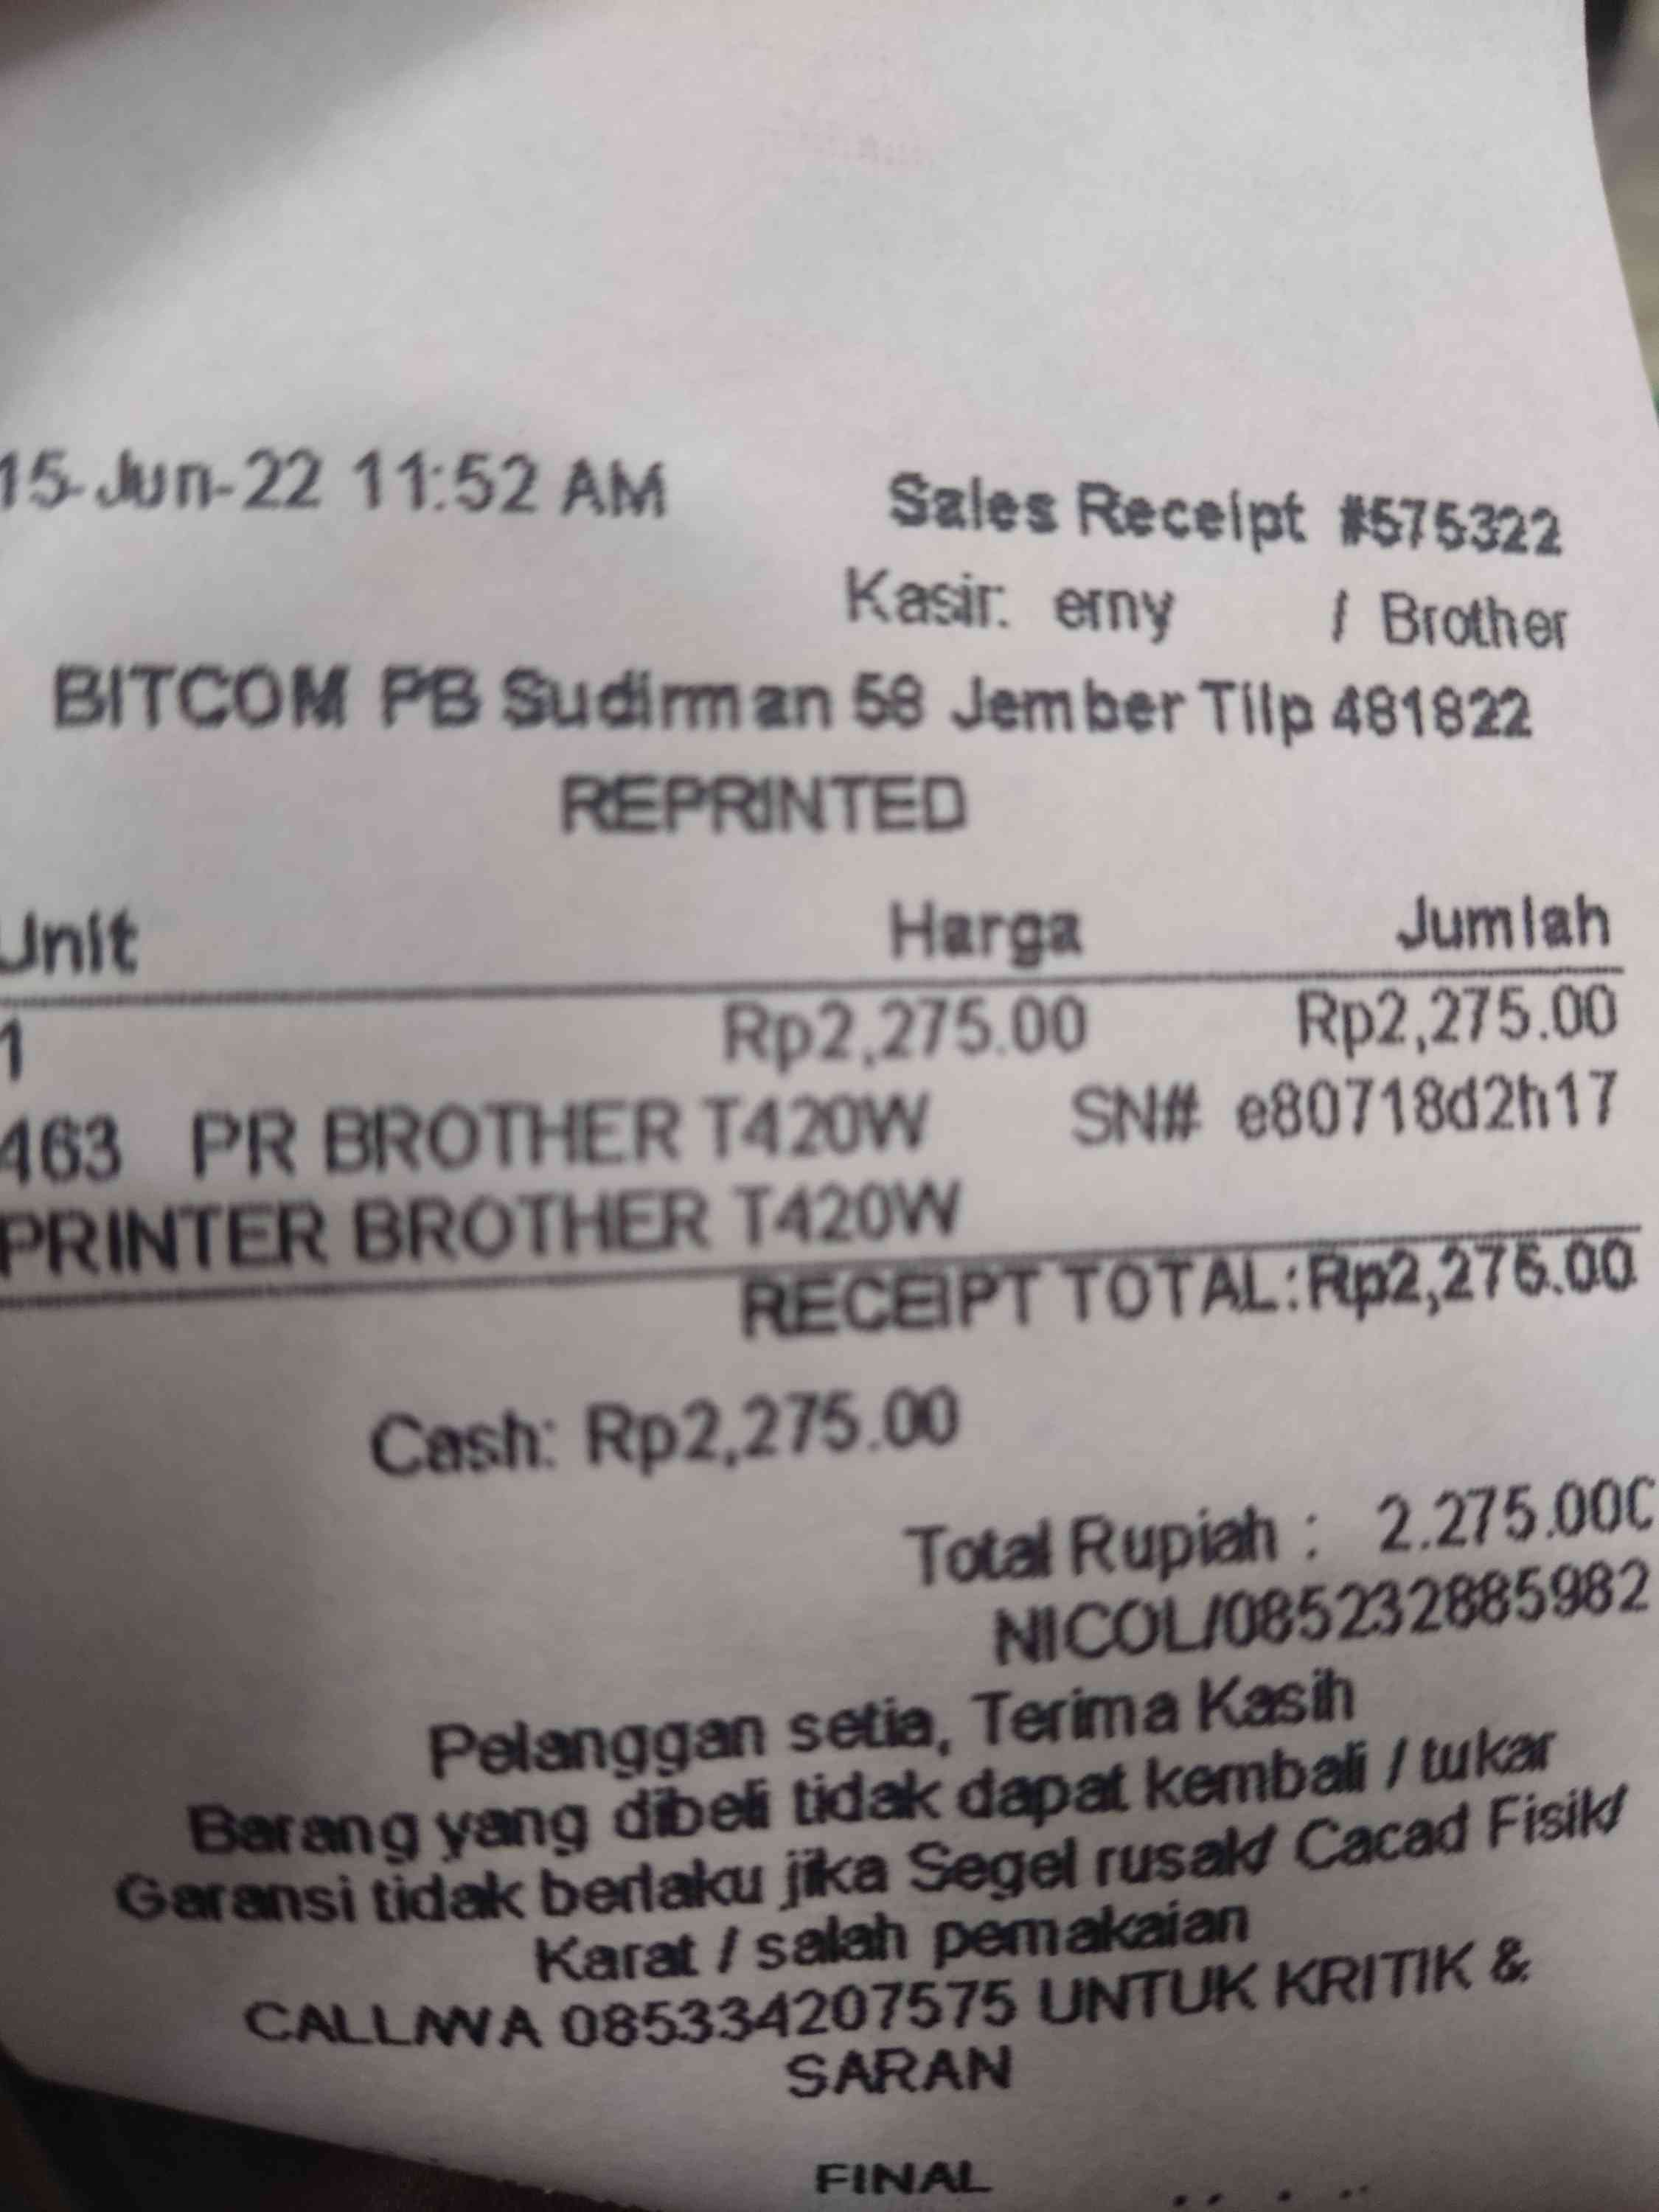 15-Jun-22 11:52 AM
Sales Receipt #575322
Kasir: erny / Brother
BITCOM PB Sudirman 58 Jember Tilp 481822
REPRINTED
Unit Harga Jumlah
1 Rp2,275.00 Rp2,275.00
463 PR BROTHER T420W SN# e80718d2h17
PRINTER BROTHER T420W
RECEIPT TOTAL: Rp2,275.00
Cash: Rp2,275.00
Total Rupiah : 2.275.000
NICOL/085232885982
Pelanggan setia, Terima Kasih
Barang yang dibeli tidak dapat kembali / tukar
Garansi tidak berlaku jika Segel rusak/ Cacad Fisik/
Karat / salah pemakaian
CALL/WA 085334207575 UNTUK KRITIK &
SARAN
FINAL